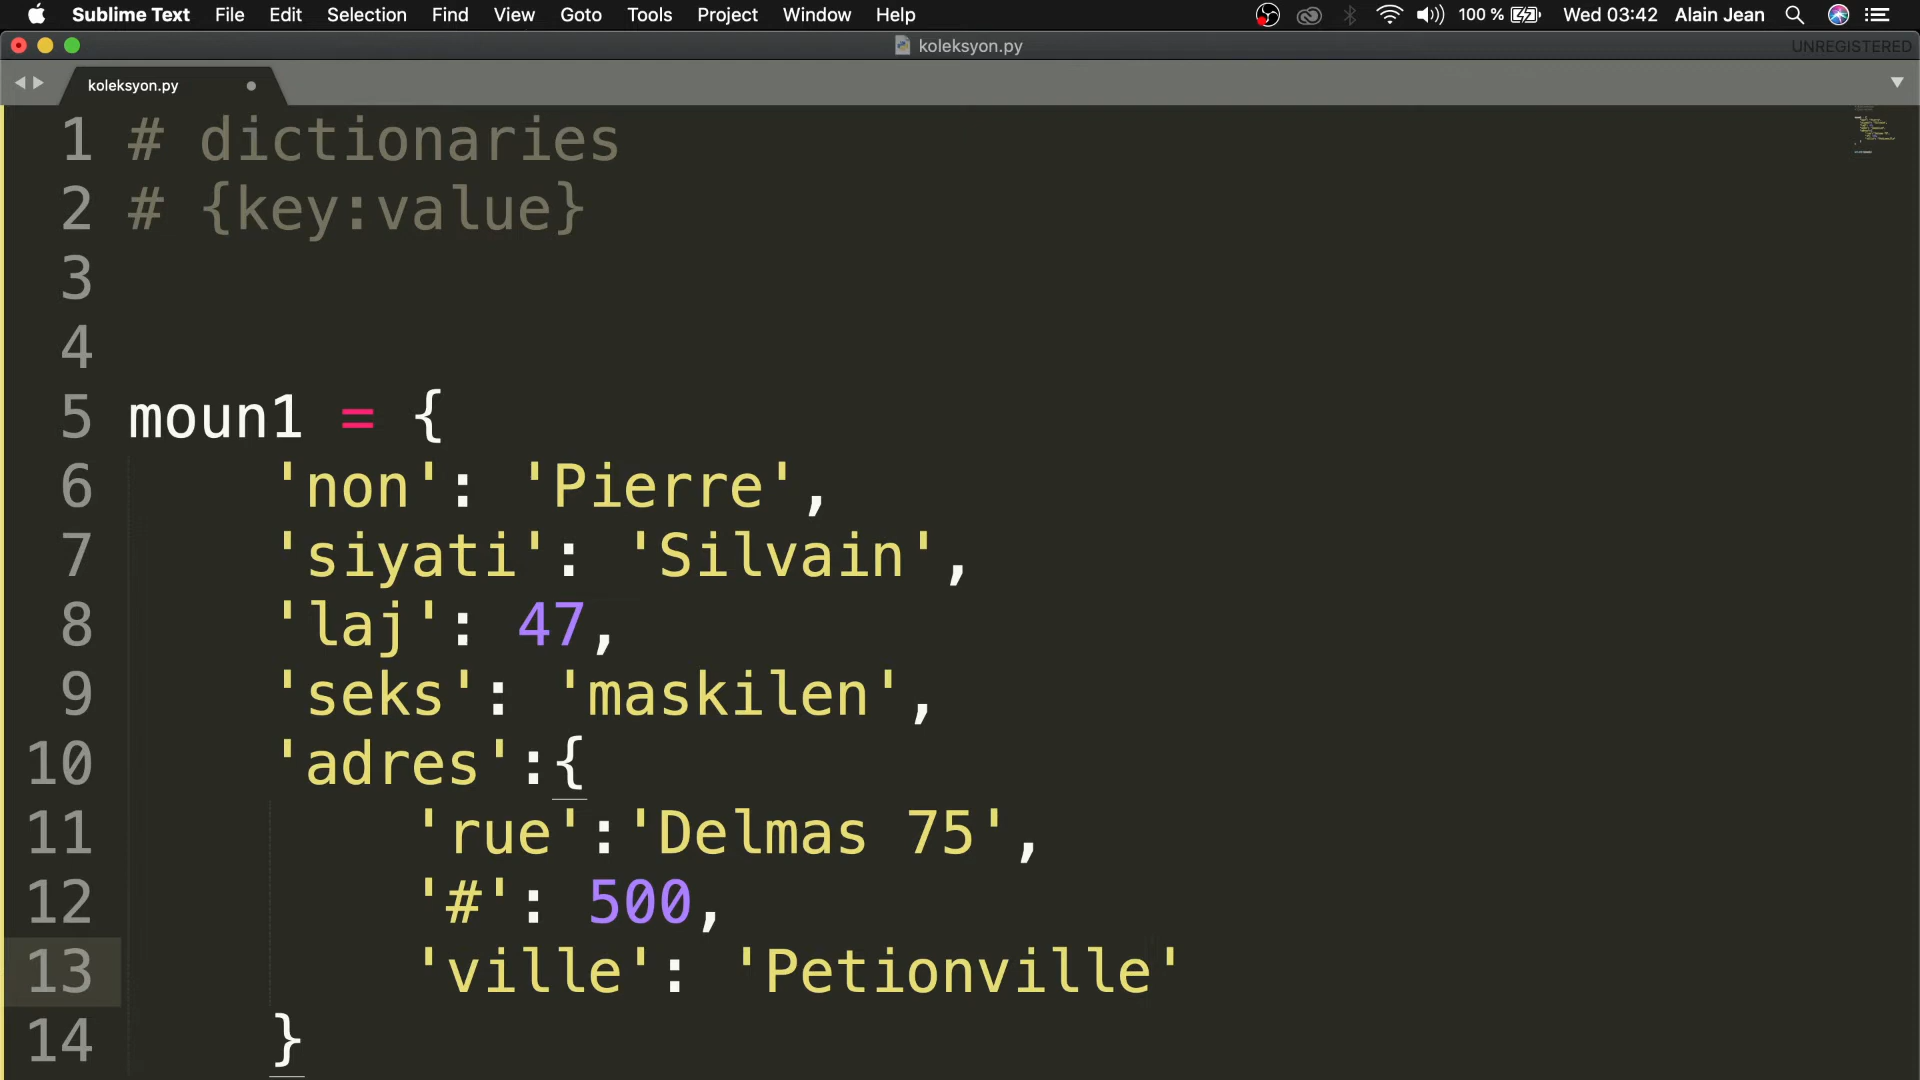 Sublime Text File Edit Selection Find View Goto Tools Project Window Help 100 % Wed 03:42 Alain Jean
koleksyon.py UNREGISTERED
koleksyon.py
1 # dictionaries
2 # {key:value}
3
4
5 moun1 = {
6 'non': 'Pierre',
7 'siyati': 'Silvain',
8 'laj': 47,
9 'seks': 'maskilen',
10 'adres':{
11 'rue':'Delmas 75',
12 '#': 500,
13 'ville': 'Petionville'
14 }